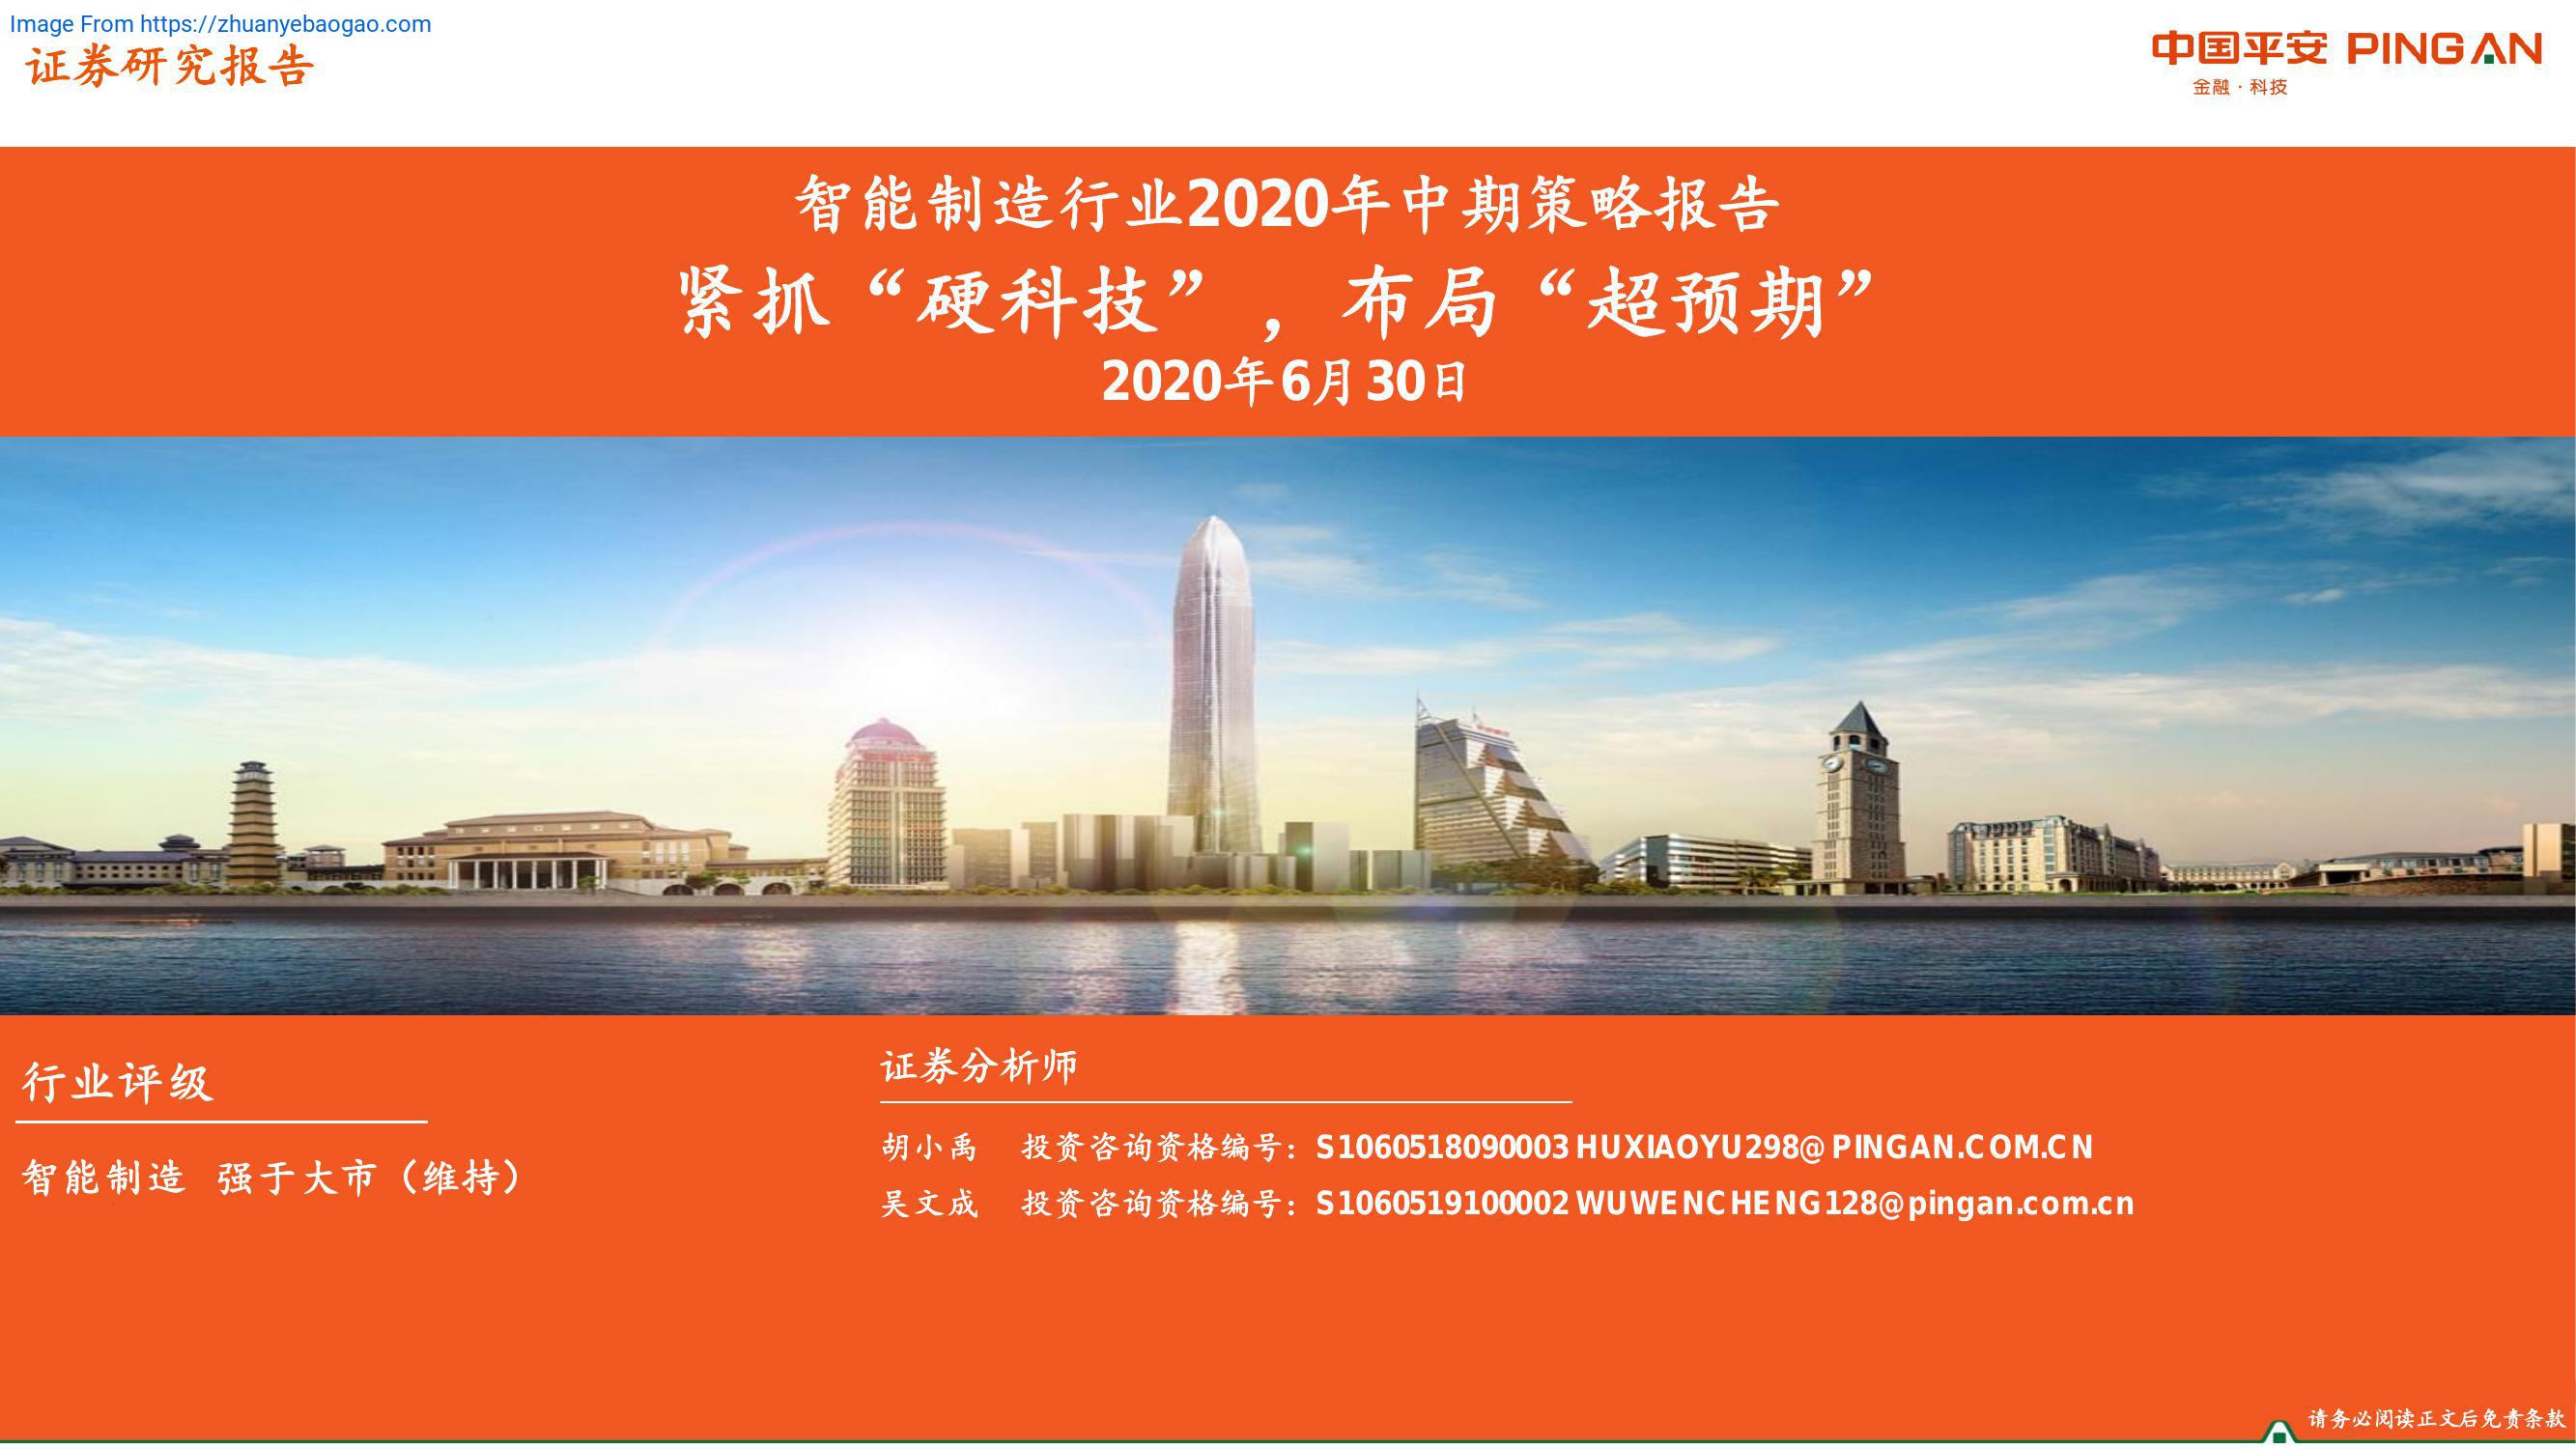 Image From https://zhuanyebaogao.com
证券研究报告
中国平安 PINGAN
金融·科技
智能制造行业2020年中期策略报告
紧抓“硬科技”，布局“超预期”
2020年6月30日
行业评级
智能制造 强于大市（维持）
证券分析师
胡小禹 投资咨询资格编号：S1060518090003 HUXIAOYU298@PINGAN.COM.CN
吴文成 投资咨询资格编号：S1060519100002 WUWENCHENG128@pingan.com.cn
请务必阅读正文后免责条款